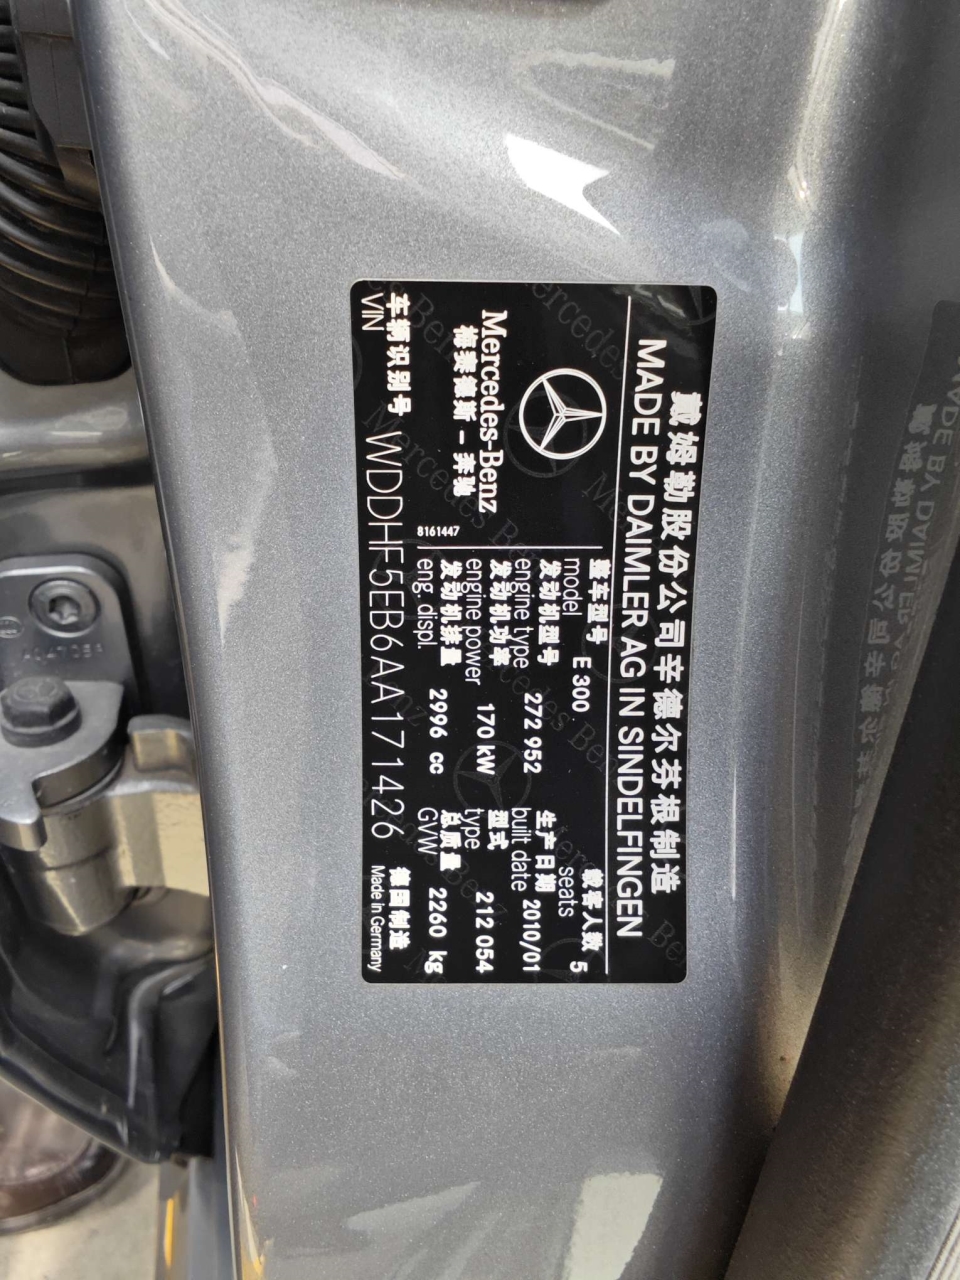 戴姆勒股份公司辛德尔芬根制造
MADE BY DAIMLER AG IN SINDELFINGEN
Mercedes-Benz
梅赛德斯－奔驰
8161447
整车型号
model E 300
载客人数
seats 5
发动机型号
engine type 272 952
生产日期
built date 2010/01
发动机功率
engine power 170 kW
型式
type 212 054
发动机排量
eng. displ. 2996 cc
总质量
GVW 2260 kg
车辆识别号
VIN WDDHF5EB6AA171426
德国制造
Made in Germany